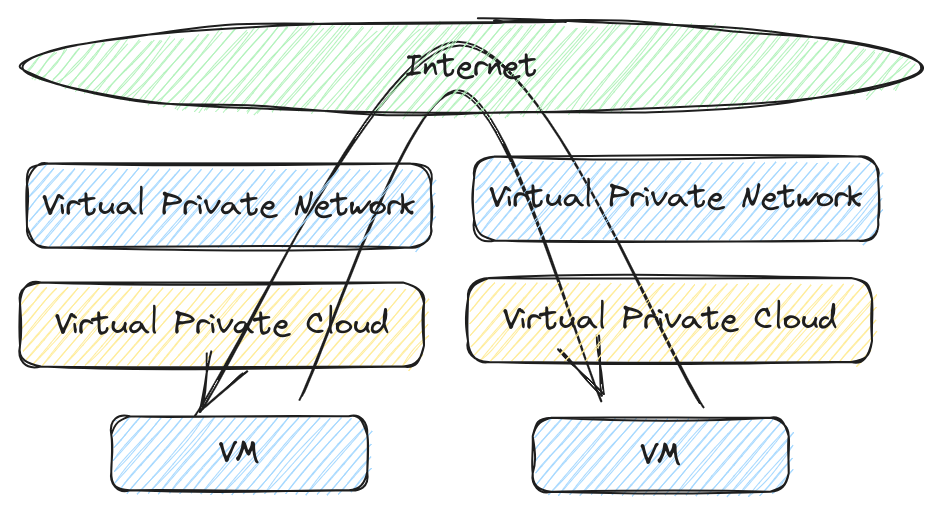 Internet
Virtual Private Network
Virtual Private Network
Virtual Private Cloud
Virtual Private Cloud
VM
VM